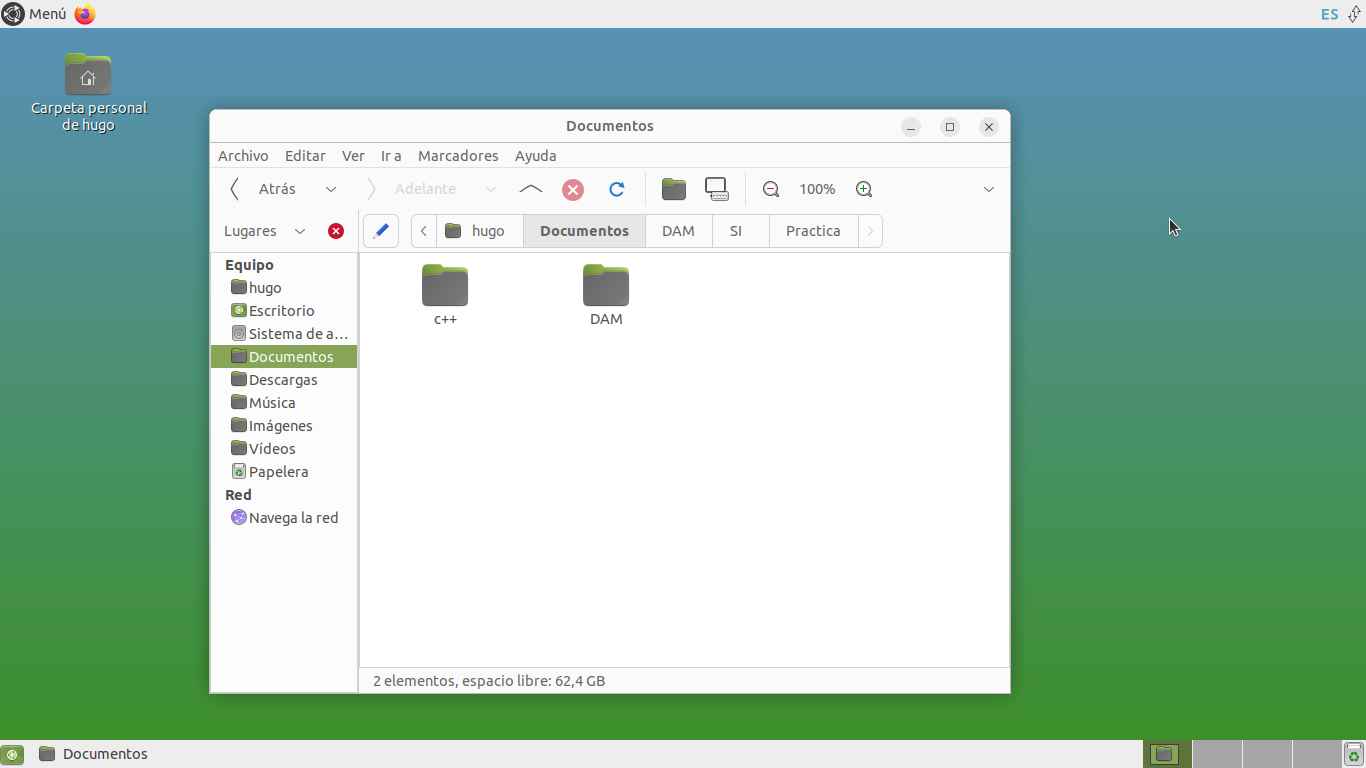 Menú
ES
Carpeta personal
de hugo
Documentos
Archivo Editar Ver Ir a Marcadores Ayuda
Atrás Adelante 100%
Lugares hugo Documentos DAM SI Practica
Equipo
hugo
Escritorio
Sistema de a…
Documentos
Descargas
Música
Imágenes
Vídeos
Papelera
Red
Navega la red
c++ DAM
2 elementos, espacio libre: 62,4 GB
Documentos